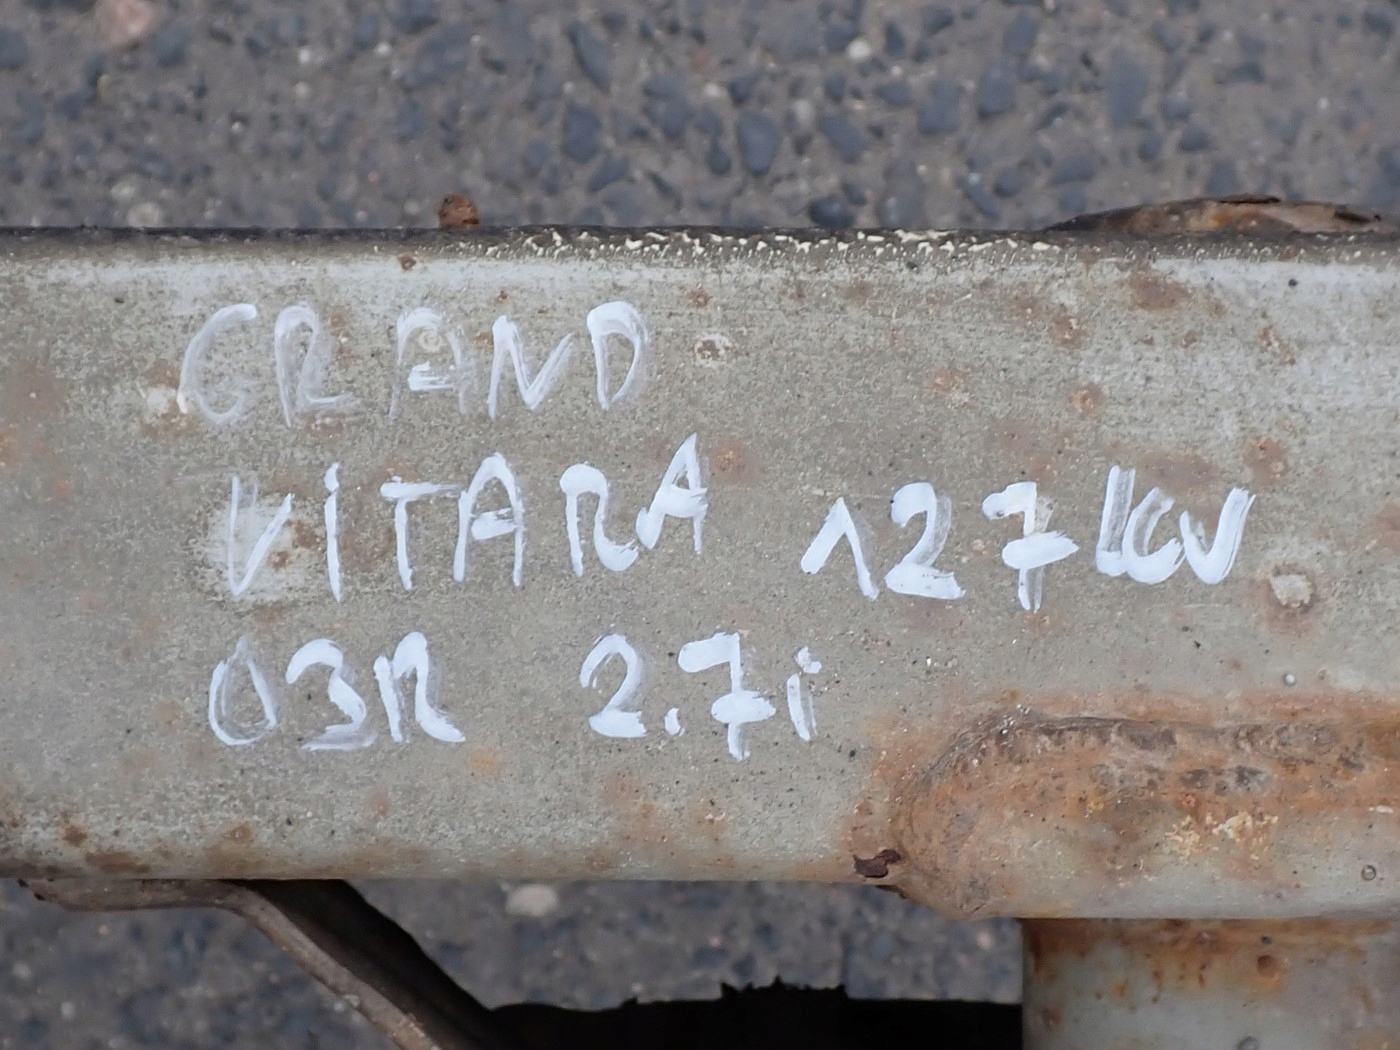 GRAND
VITARA 127kW
03R 2.7i